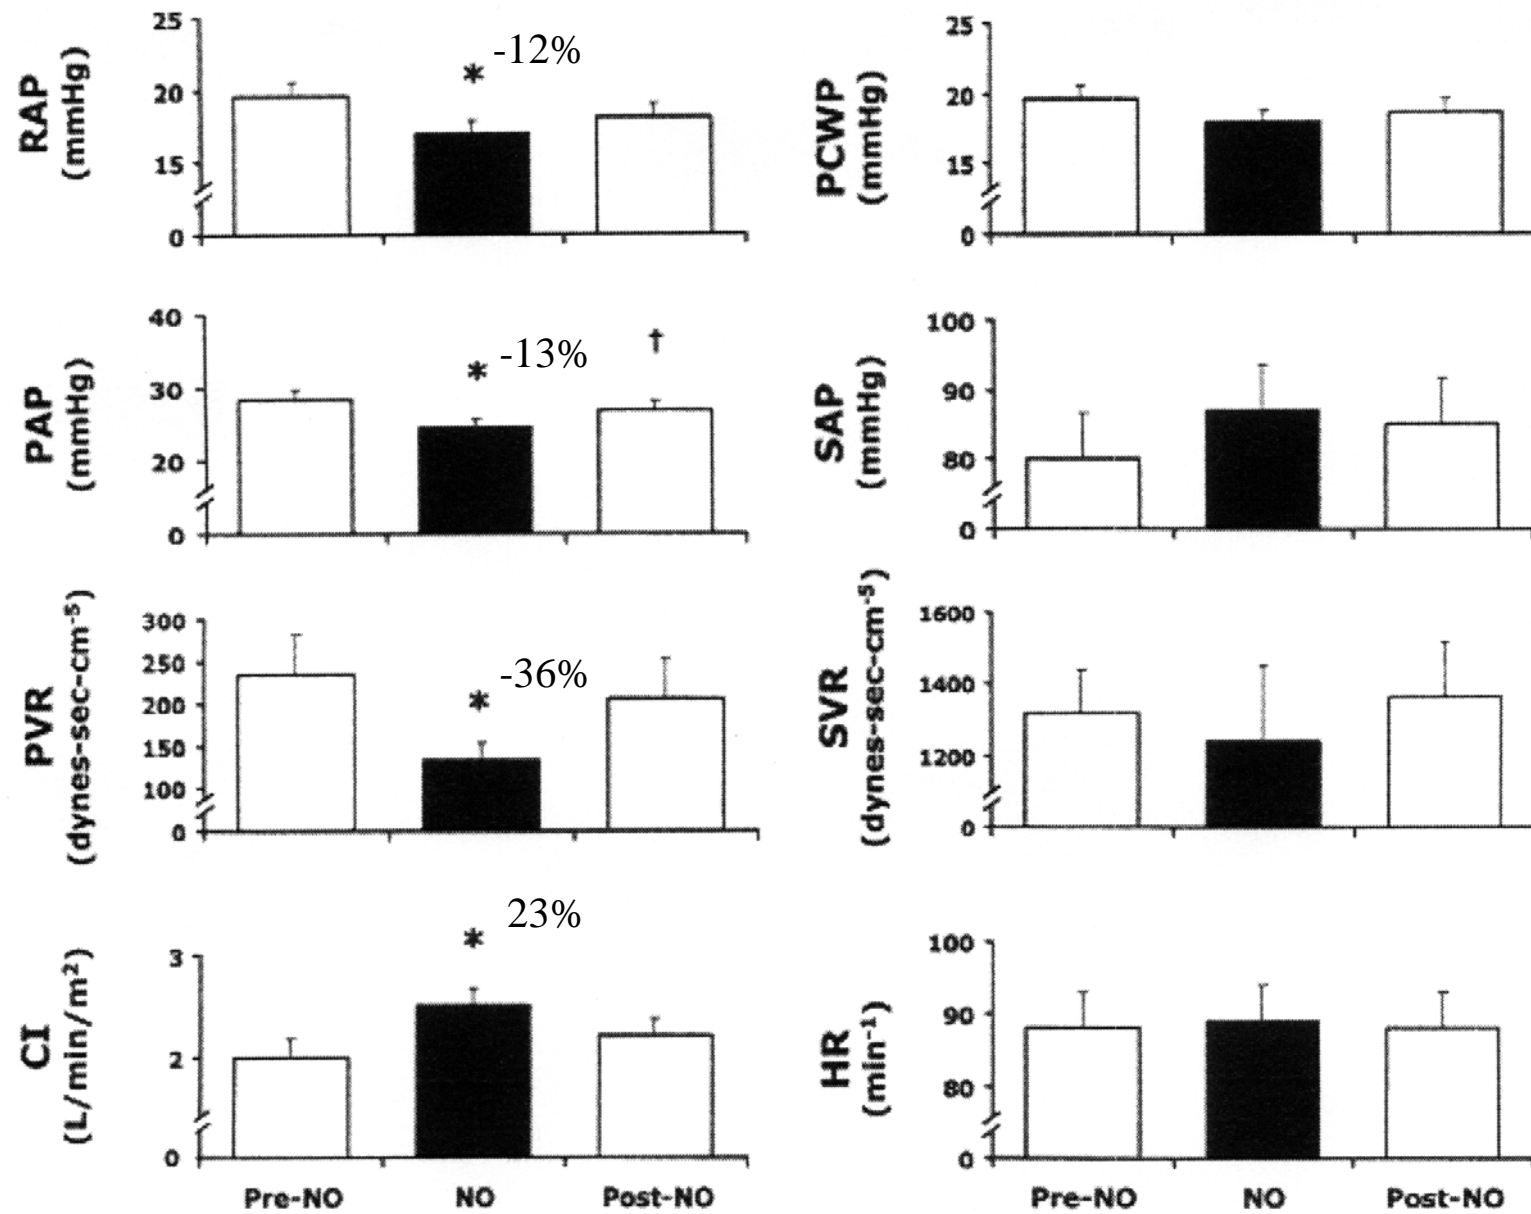 RAP
(mmHg)
25
20
15
0
* -12%
PCWP
(mmHg)
25
20
15
0
PAP
(mmHg)
40
30
20
0
* -13%
†
SAP
(mmHg)
100
90
80
0
PVR
(dynes-sec-cm⁻⁵)
300
250
200
150
100
0
* -36%
SVR
(dynes-sec-cm⁻⁵)
1600
1400
1200
0
CI
(L/min/m²)
3
2
0
* 23%
Pre-NO NO Post-NO
HR
(min⁻¹)
100
90
80
0
Pre-NO NO Post-NO